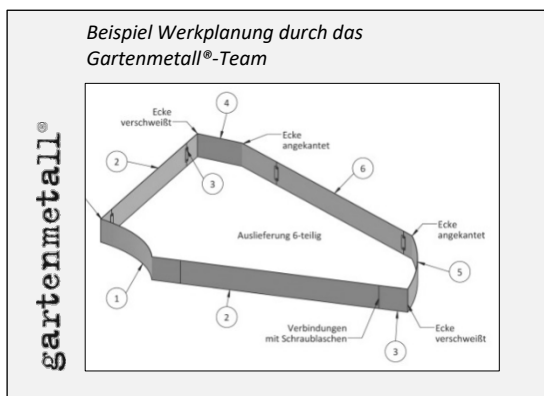 Beispiel Werkplanung durch das
Gartenmetall®-Team
gartenmetall®
4
Ecke
verschweißt
Ecke
angekantet
2
3
6
Auslieferung 6-teilig
Ecke
angekantet
5
1
2
Verbindungen
mit Schraublaschen
3
Ecke
verschweißt